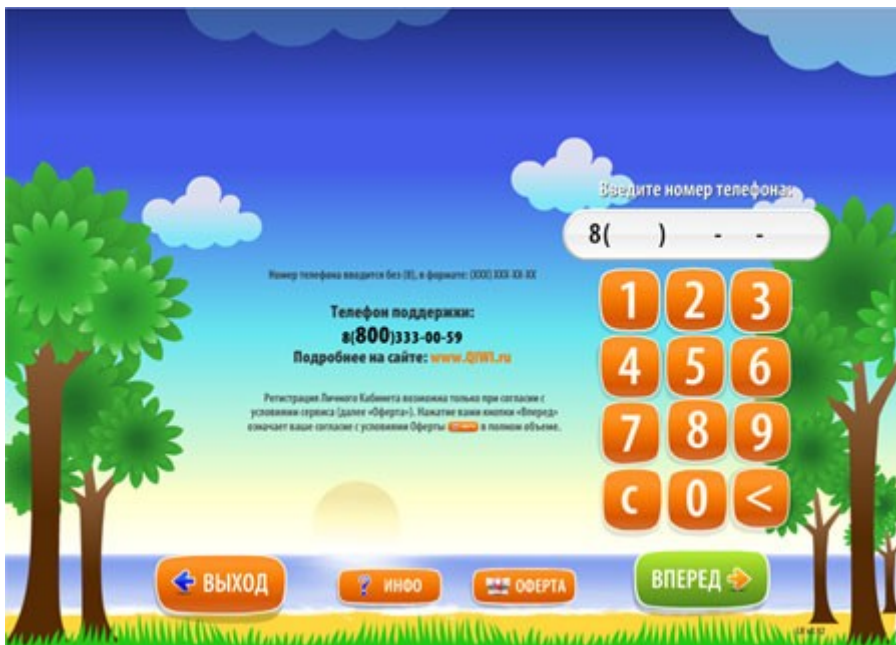 Введите номер телефона:
8( ) - -
Номер телефона вводится без (8), в формате: (XXX) XXX-XX-XX
Телефон поддержки:
8(800)333-00-59
Подробнее на сайте: www.QIWI.ru
Регистрация Личного Кабинета возможна только при согласии с
условиями сервиса (далее «Оферта»). Нажатие вами кнопки «Вперед»
означает ваше согласие с условиями Оферты в полном объеме.
1 2 3
4 5 6
7 8 9
С 0 <
ВЫХОД
? ИНФО
ОФЕРТА
ВПЕРЕД